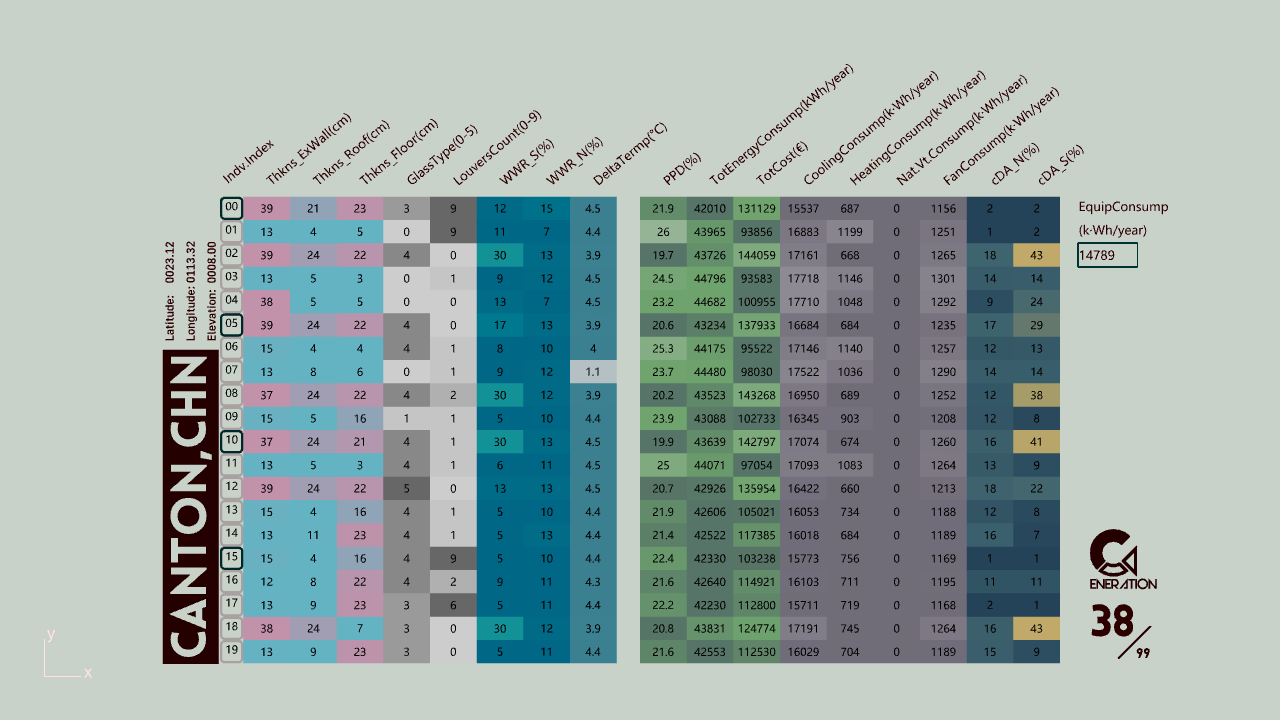 Indv.Index Thkns_ExWall(cm) Thkns_Roof(cm) Thkns_Floor(cm) GlassType(0-5) LouversCount(0-9) WWR_S(%) WWR_N(%) DeltaTermp(°C) PPD(%) TotEnergyConsump(kWh/year) TotCost(€) CoolingConsump(k·Wh/year) HeatingConsump(k·Wh/year) Nat.Vt.Consump(k·Wh/year) FanConsump(k·Wh/year) cDA_N(%) cDA_S(%)
00 39 21 23 3 9 12 15 4.5 21.9 42010 131129 15537 687 0 1156 2 2
01 13 4 5 0 9 11 7 4.4 26 43965 93856 16883 1199 0 1251 1 2
02 39 24 22 4 0 30 13 3.9 19.7 43726 144059 17161 668 0 1265 18 43
03 13 5 3 0 1 9 12 4.5 24.5 44796 93583 17718 1146 0 1301 14 14
04 38 5 5 0 0 13 7 4.5 23.2 44682 100955 17710 1048 0 1292 9 24
05 39 24 22 4 0 17 13 3.9 20.6 43234 137933 16684 684 0 1235 17 29
06 15 4 4 4 1 8 10 4 25.3 44175 95522 17146 1140 0 1257 12 13
07 13 8 6 0 1 9 12 1.1 23.7 44480 98030 17522 1036 0 1290 14 14
08 37 24 22 4 2 30 12 3.9 20.2 43523 143268 16950 689 0 1252 12 38
09 15 5 16 1 1 5 10 4.4 23.9 43088 102733 16345 903 0 1208 12 8
10 37 24 21 4 1 30 13 4.5 19.9 43639 142797 17074 674 0 1260 16 41
11 13 5 3 4 1 6 11 4.5 25 44071 97054 17093 1083 0 1264 13 9
12 39 24 22 5 0 13 13 4.5 20.7 42926 135954 16422 660 0 1213 18 22
13 15 4 16 4 1 5 10 4.4 21.9 42606 105021 16053 734 0 1188 12 8
14 13 11 23 4 1 5 13 4.4 21.4 42522 117385 16018 684 0 1189 16 7
15 15 4 16 4 9 5 10 4.4 22.4 42330 103238 15773 756 0 1169 1 1
16 12 8 22 4 2 9 11 4.3 21.6 42640 114921 16103 711 0 1195 11 11
17 13 9 23 3 6 5 11 4.4 22.2 42230 112800 15711 719 0 1168 2 1
18 38 24 7 3 0 30 12 3.9 20.8 43831 124774 17191 745 0 1264 16 43
19 13 9 23 3 0 5 11 4.4 21.6 42553 112530 16029 704 0 1189 15 9
EquipConsump
(k·Wh/year)
14789
Latitude: 0023.12
Longitude: 0113.32
Elevation: 0008.00
CANTON,CHN
ENERATION
38/99
y
x